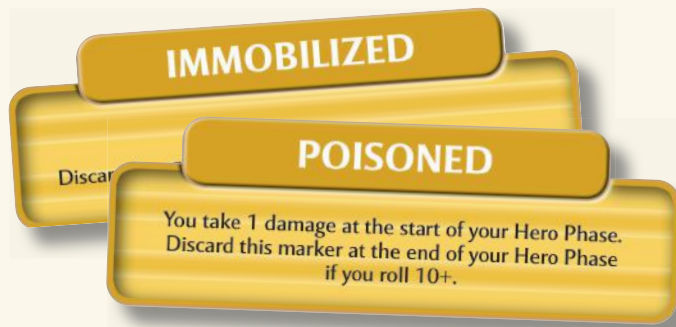 IMMOBILIZED
POISONED
You take 1 damage at the start of your Hero Phase.
Discard this marker at the end of your Hero Phase
if you roll 10+.